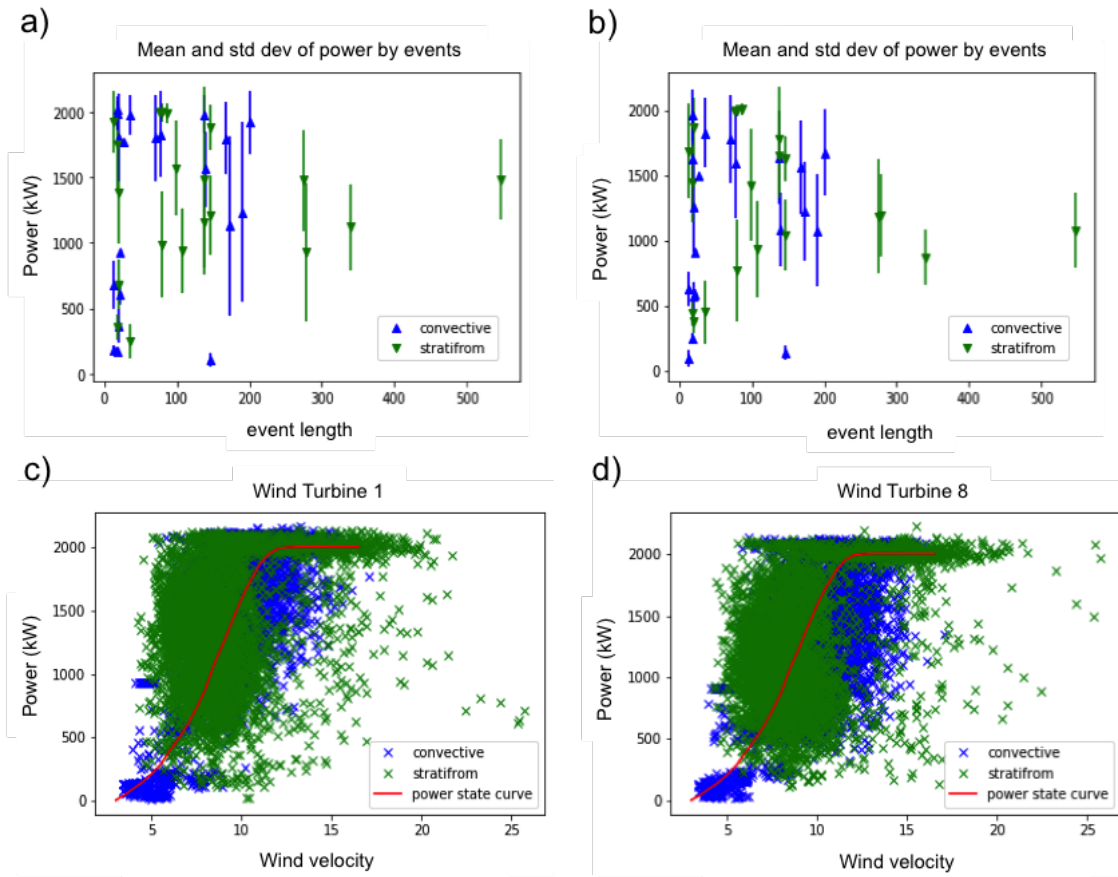 a)
Mean and std dev of power by events
Power (kW)
2000
1500
1000
500
0
convective
stratifrom
0 100 200 300 400 500
event length
b)
Mean and std dev of power by events
Power (kW)
2000
1500
1000
500
0
convective
stratifrom
0 100 200 300 400 500
event length
c)
Wind Turbine 1
Power (kW)
2000
1500
1000
500
0
convective
stratifrom
power state curve
5 10 15 20 25
Wind velocity
d)
Wind Turbine 8
Power (kW)
2000
1500
1000
500
0
convective
stratifrom
power state curve
5 10 15 20 25
Wind velocity